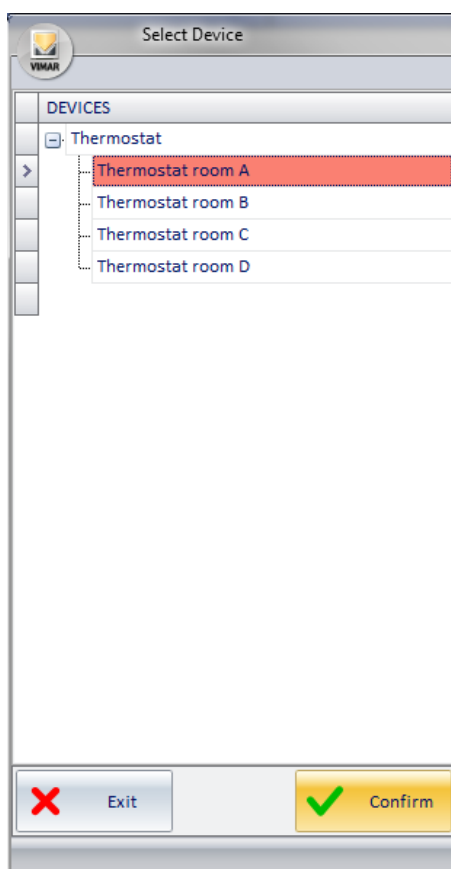 Select Device
VIMAR
DEVICES
Thermostat
Thermostat room A
Thermostat room B
Thermostat room C
Thermostat room D
Exit
Confirm